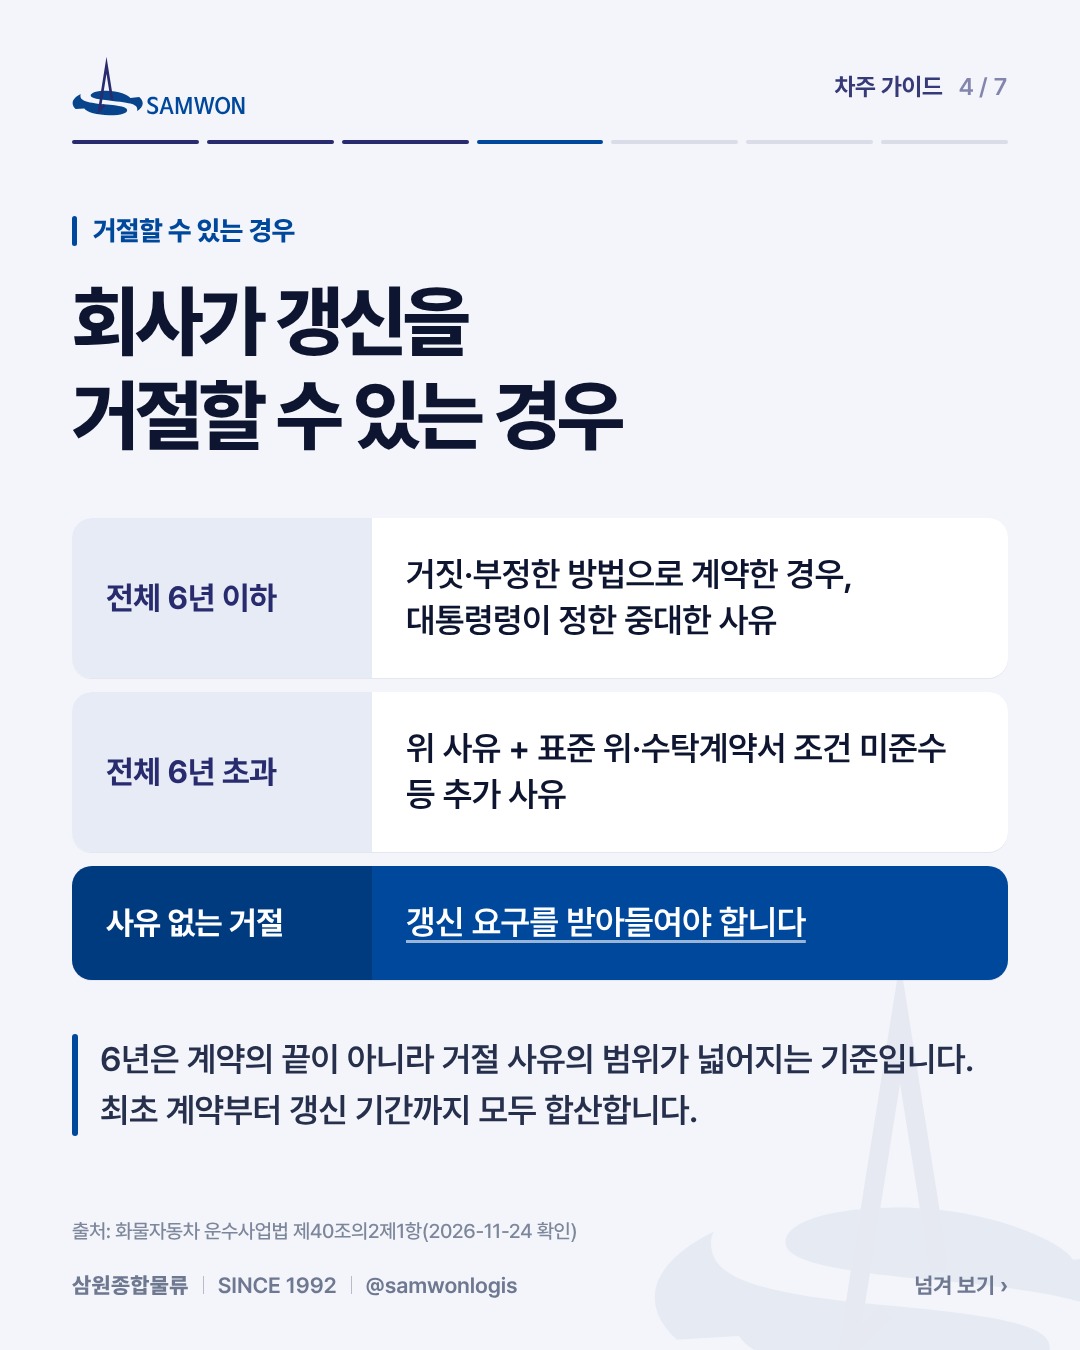 SAMWON
차주 가이드 4 / 7
거절할 수 있는 경우
회사가 갱신을
거절할 수 있는 경우
전체 6년 이하
거짓·부정한 방법으로 계약한 경우,
대통령령이 정한 중대한 사유
전체 6년 초과
위 사유 + 표준 위·수탁계약서 조건 미준수
등 추가 사유
사유 없는 거절
갱신 요구를 받아들여야 합니다
6년은 계약의 끝이 아니라 거절 사유의 범위가 넓어지는 기준입니다.
최초 계약부터 갱신 기간까지 모두 합산합니다.
출처: 화물자동차 운수사업법 제40조의2제1항(2026-11-24 확인)
삼원종합물류 | SINCE 1992 | @samwonlogis
넘겨 보기 ›